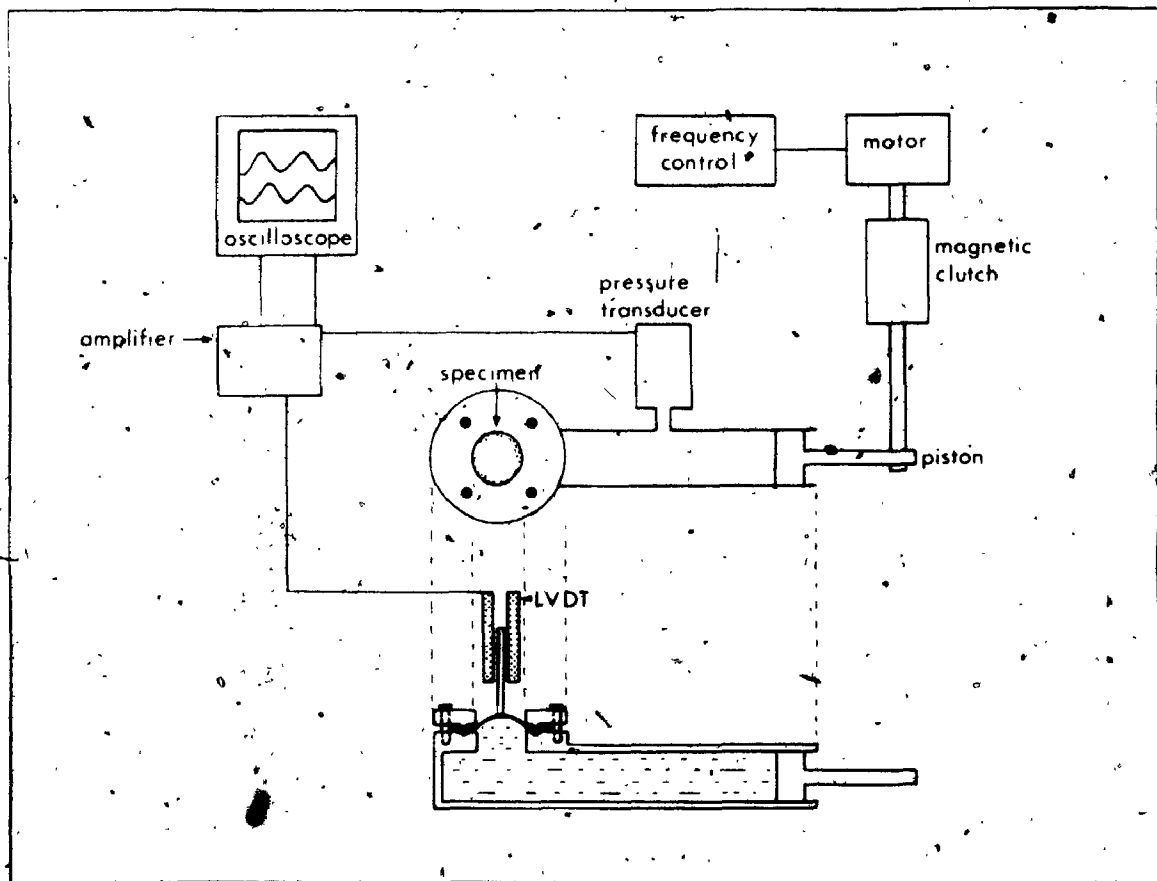 frequency
control
motor
oscilloscope
magnetic
clutch
pressure
transducer
amplifier
specimen
piston
LVDT